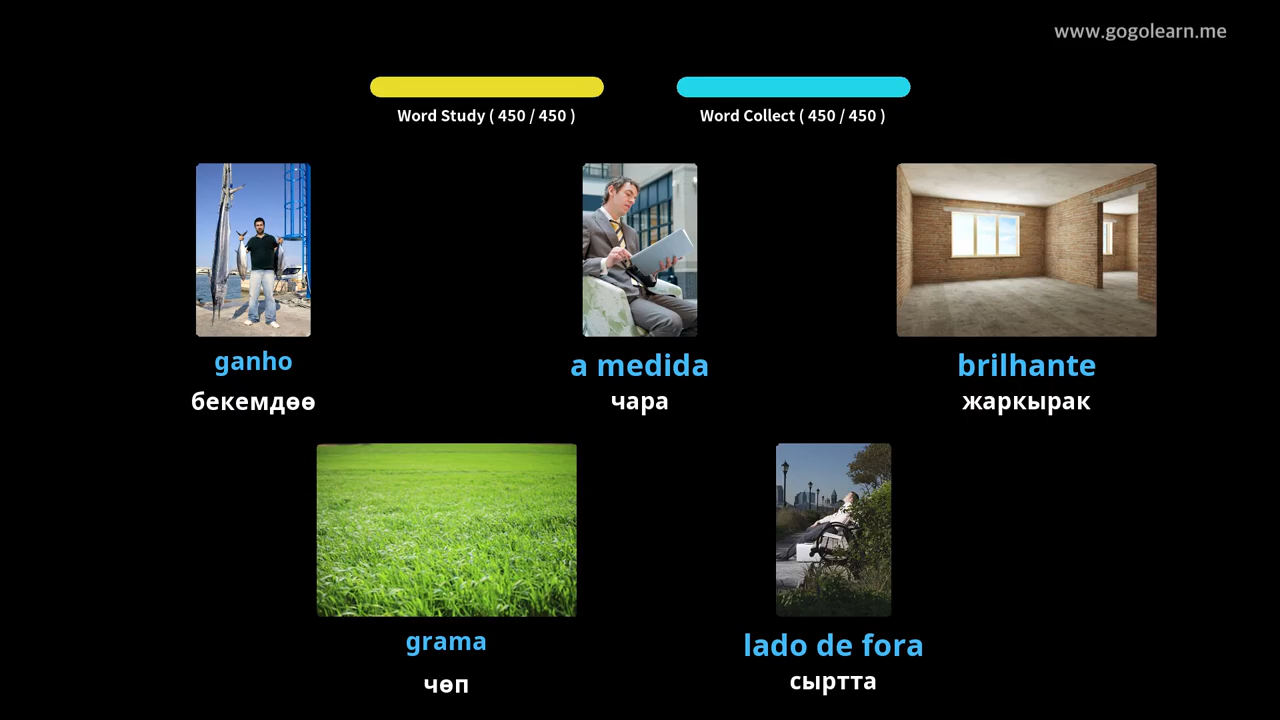 www.gogolearn.me
Word Study ( 450 / 450 )
Word Collect ( 450 / 450 )
ganho
бекемдөө
a medida
чара
brilhante
жаркырак
grama
чөп
lado de fora
сыртта